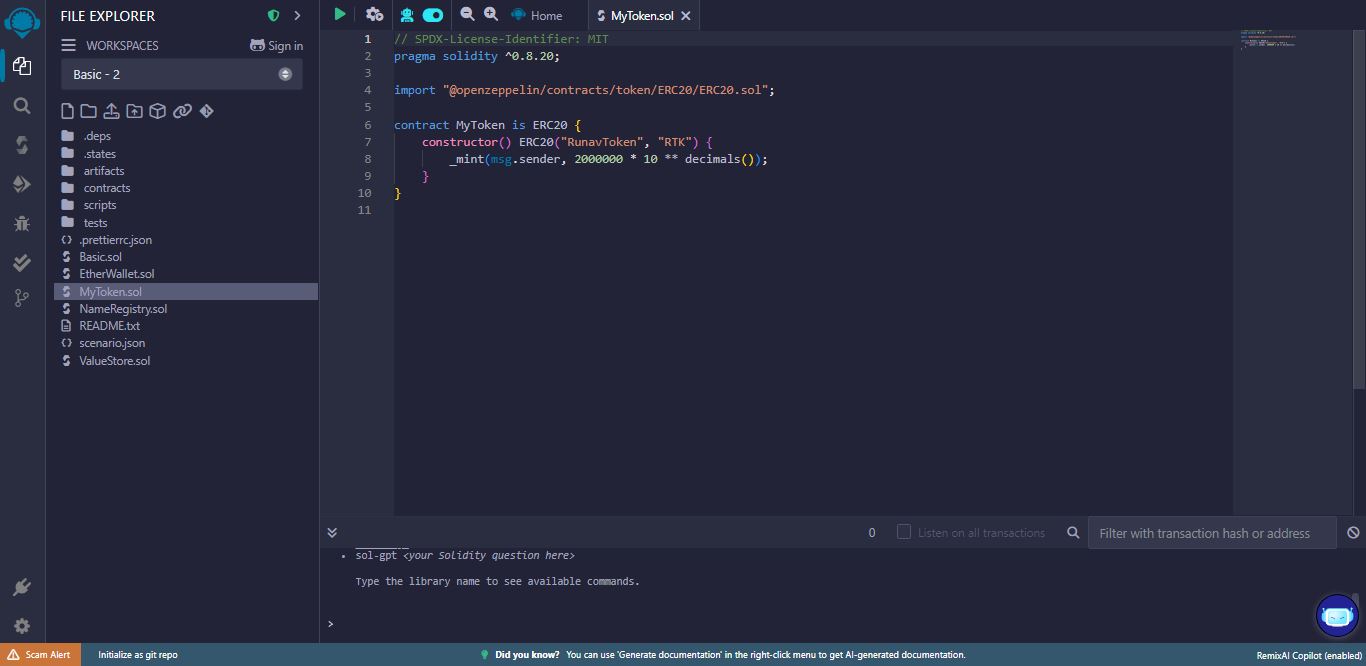 FILE EXPLORER
WORKSPACES
Sign in
Basic - 2
.deps
.states
artifacts
contracts
scripts
tests
.prettierrc.json
Basic.sol
EtherWallet.sol
MyToken.sol
NameRegistry.sol
README.txt
scenario.json
ValueStore.sol
Home
MyToken.sol
1 // SPDX-License-Identifier: MIT
2 pragma solidity ^0.8.20;
3
4 import "@openzeppelin/contracts/token/ERC20/ERC20.sol";
5
6 contract MyToken is ERC20 {
7 constructor() ERC20("RunavToken", "RTK") {
8 _mint(msg.sender, 2000000 * 10 ** decimals());
9 }
10 }
11
0 Listen on all transactions Filter with transaction hash or address
• sol-gpt <your Solidity question here>
Type the library name to see available commands.
>
Scam Alert Initialize as git repo Did you know? You can use 'Generate documentation' in the right-click menu to get AI-generated documentation. RemixAI Copilot (enabled)